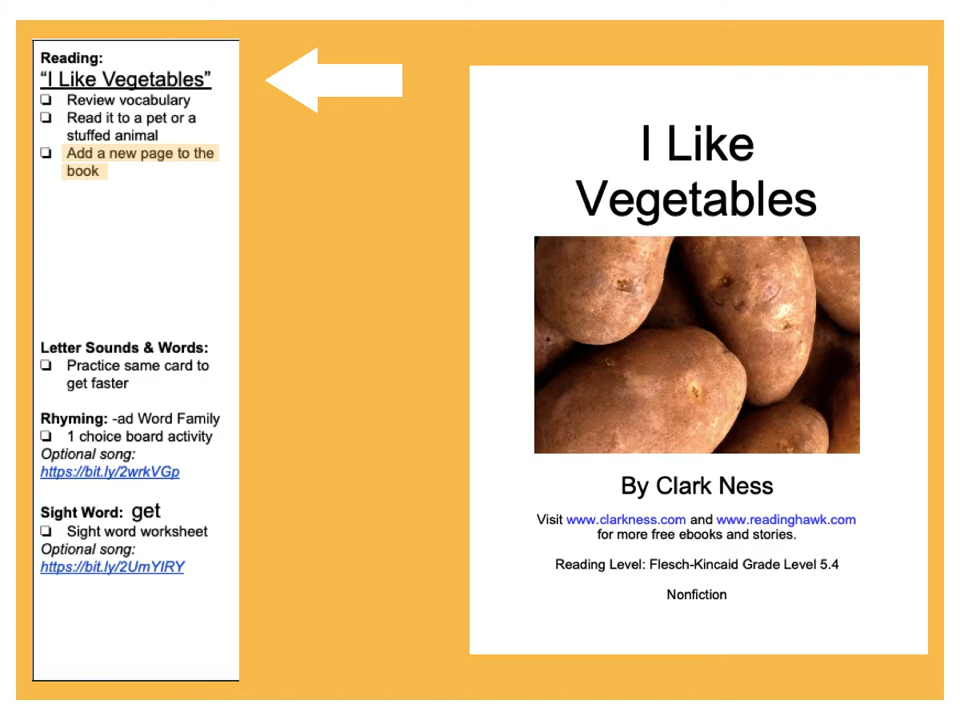 Reading:
“I Like Vegetables”
Review vocabulary
Read it to a pet or a
stuffed animal
Add a new page to the
book
Letter Sounds & Words:
Practice same card to
get faster
Rhyming: -ad Word Family
1 choice board activity
Optional song:
https://bit.ly/2wrkVGp
Sight Word: get
Sight word worksheet
Optional song:
https://bit.ly/2UmYIRY
I Like
Vegetables
By Clark Ness
Visit www.clarkness.com and www.readinghawk.com
for more free ebooks and stories.
Reading Level: Flesch-Kincaid Grade Level 5.4
Nonfiction